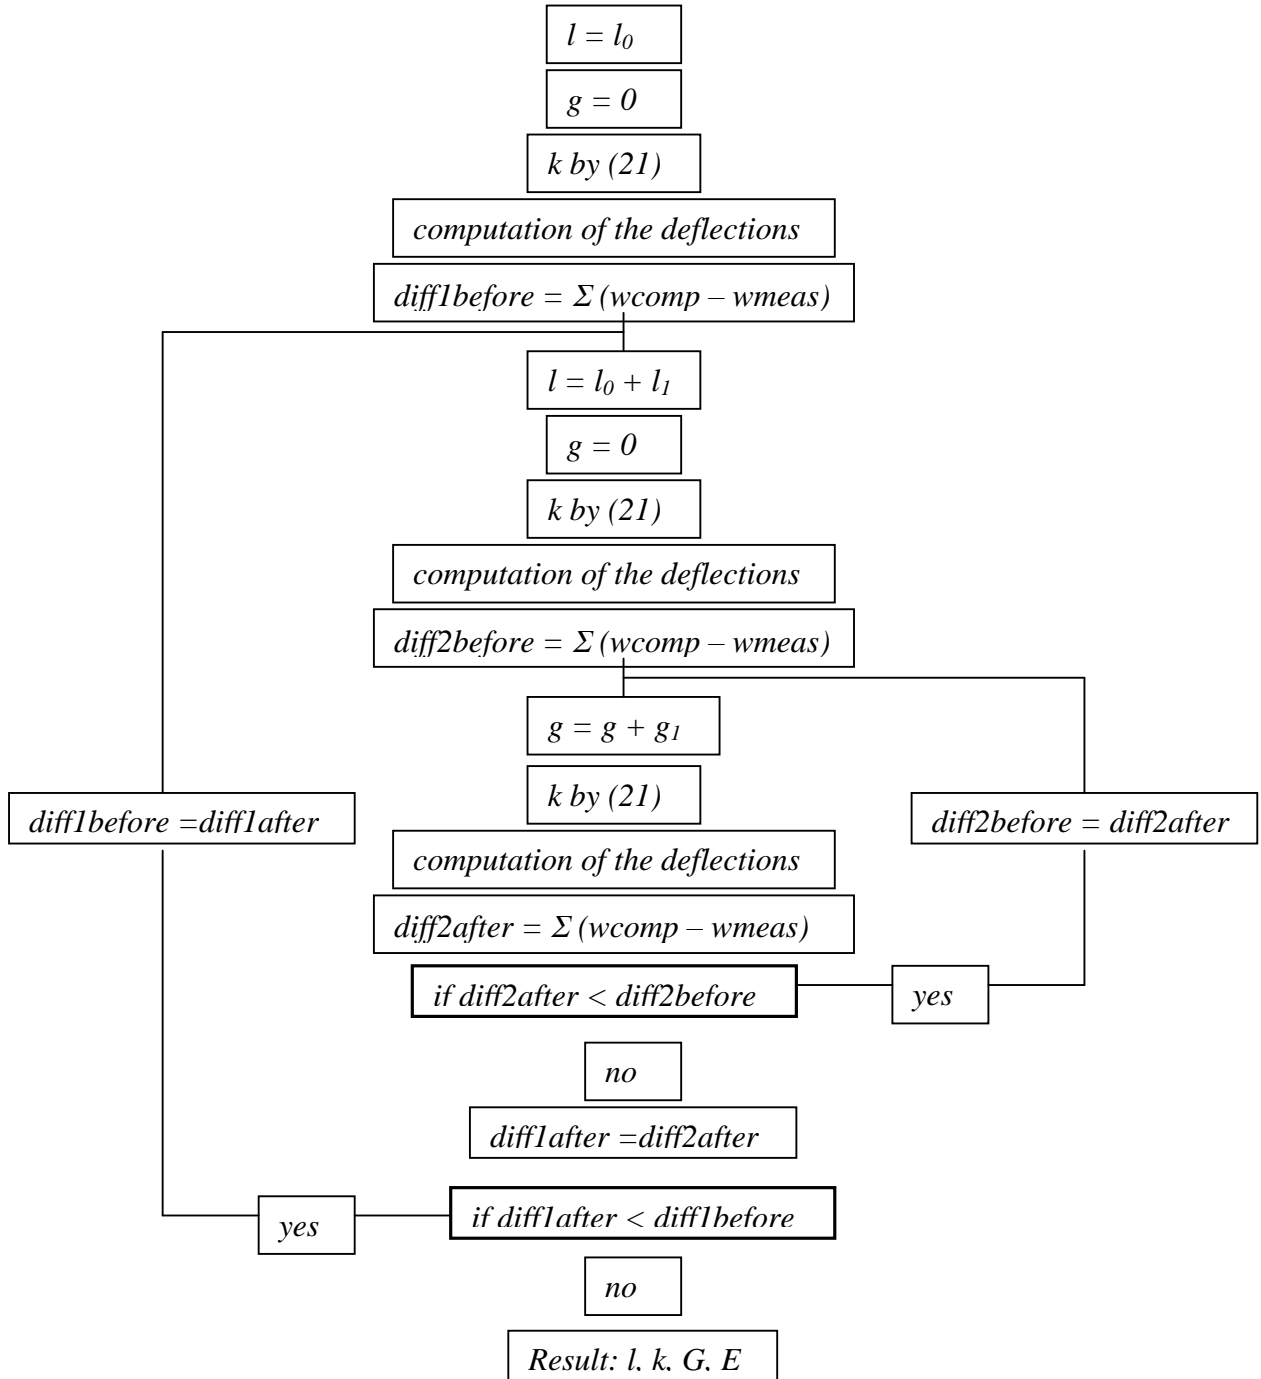 l = l₀
g = 0
k by (21)
computation of the deflections
diff1before = Σ (wcomp – wmeas)
l = l₀ + l₁
g = 0
k by (21)
computation of the deflections
diff2before = Σ (wcomp – wmeas)
g = g + g₁
k by (21)
diff1before =diff1after
diff2before = diff2after
computation of the deflections
diff2after = Σ (wcomp – wmeas)
if diff2after < diff2before
yes
no
diff1after =diff2after
if diff1after < diff1before
yes
no
Result: l, k, G, E